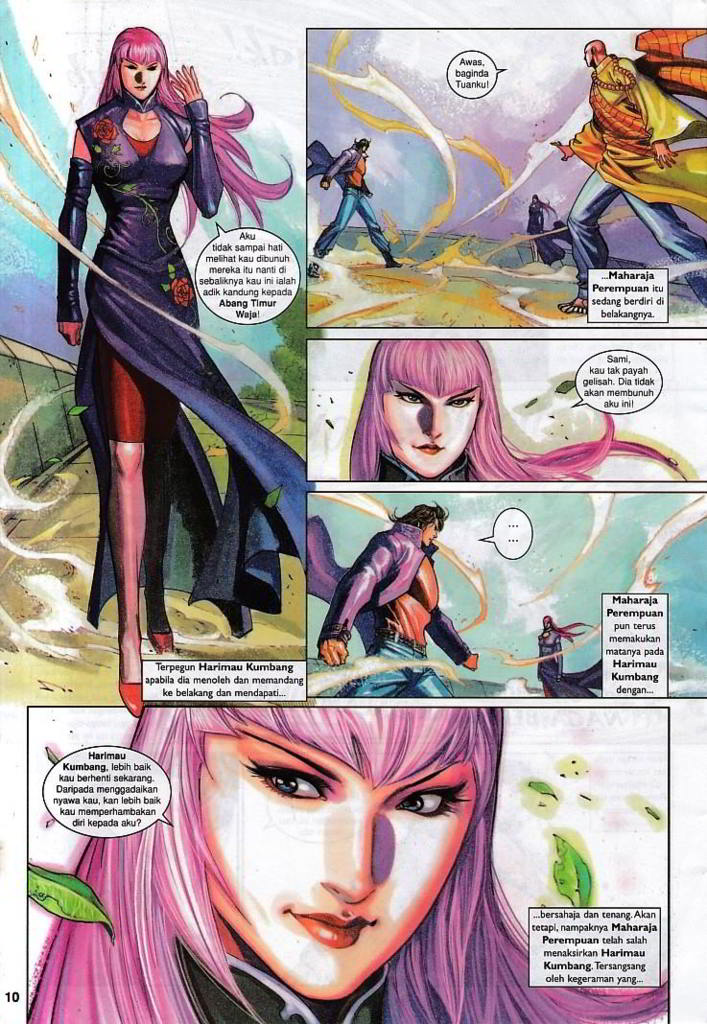 Aku
tidak sampai hati
melihat kau dibunuh
mereka itu nanti di
sebaliknya kau ini ialah
adik kandung kepada
Abang Timur
Waja!
Terpegun Harimau Kumbang
apabila dia menoleh dan memandang
ke belakang dan mendapati...
Awas,
baginda
Tuanku!
...Maharaja
Perempuan itu
sedang berdiri di
belakangnya.
Sami,
kau tak payah
gelisah. Dia tidak
akan membunuh
aku ini!
...
...
Maharaja
Perempuan
pun terus
memakukan
matanya pada
Harimau
Kumbang
dengan...
Harimau
Kumbang, lebih baik
kau berhenti sekarang.
Daripada menggadaikan
nyawa kau, kan lebih baik
kau memperhambakan
diri kepada aku?
...bersahaja dan tenang. Akan
tetapi, nampaknya Maharaja
Perempuan telah salah
menaksirkan Harimau
Kumbang. Tersangsang
oleh kegeraman yang...
10